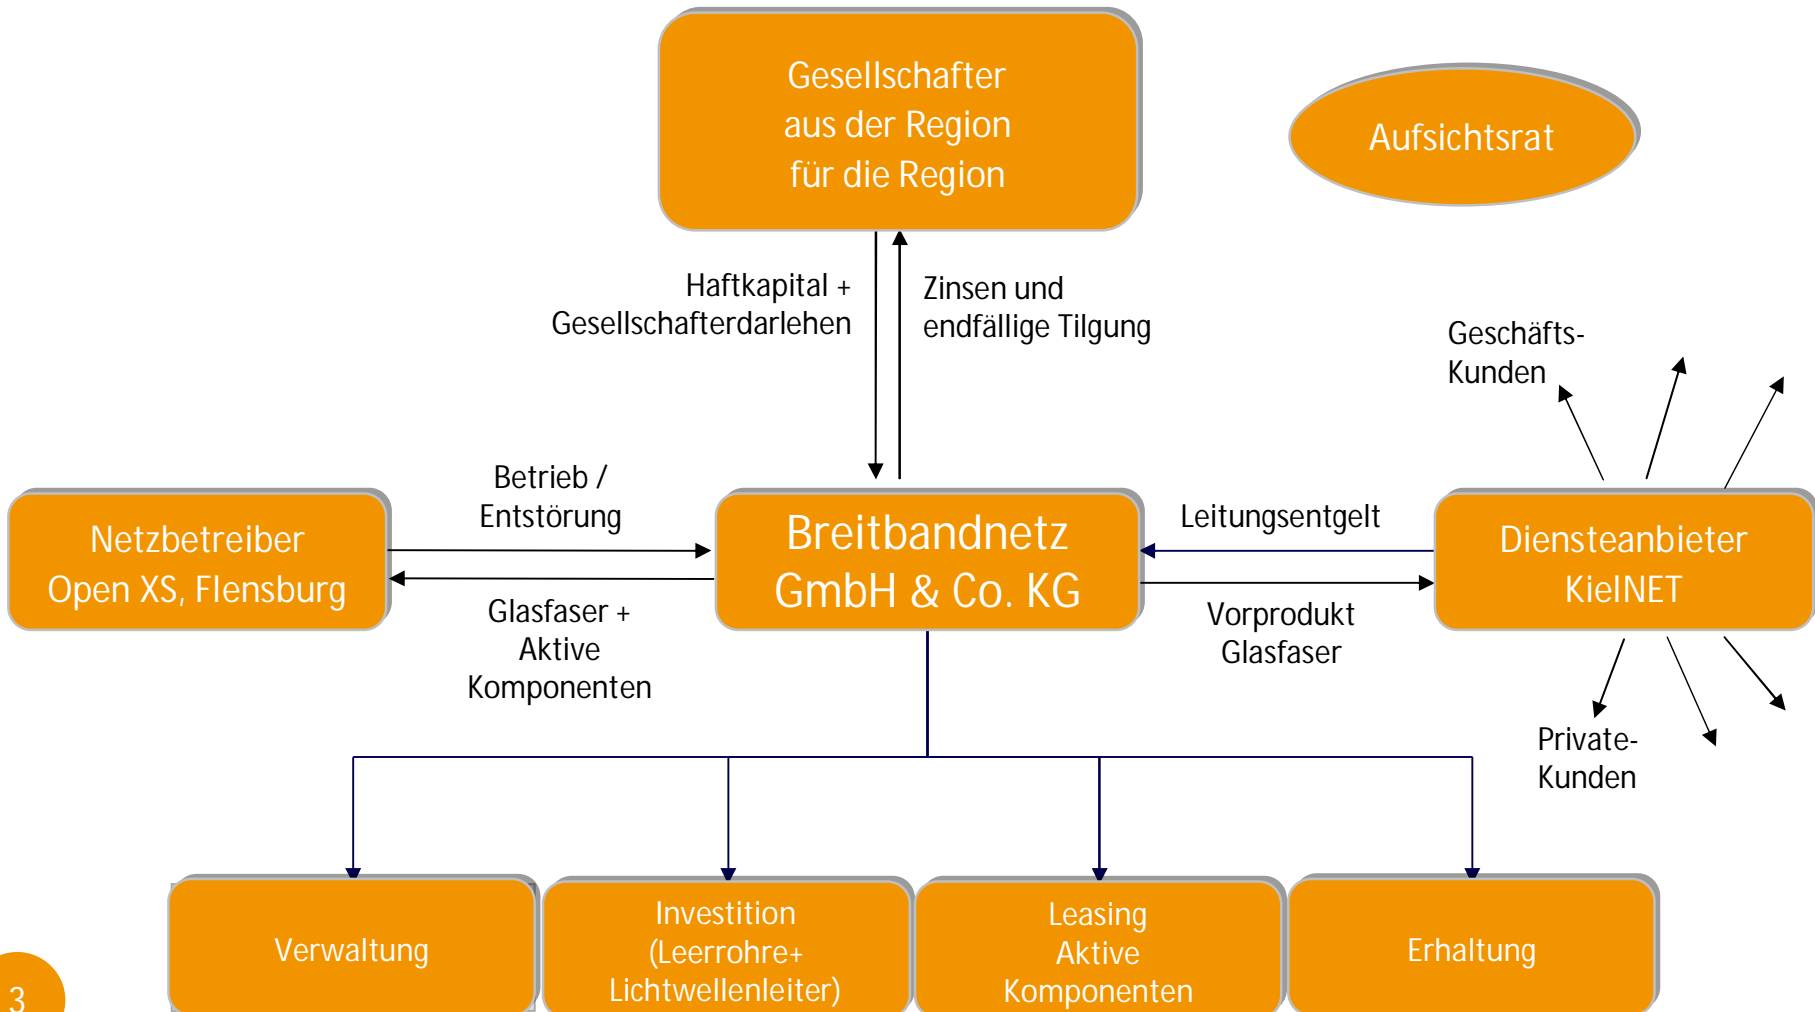 Gesellschafter
aus der Region
für die Region
Aufsichtsrat
Haftkapital +
Gesellschafterdarlehen
Zinsen und
endfällige Tilgung
Geschäfts-
Kunden
Betrieb /
Entstörung
Netzbetreiber
Open XS, Flensburg
Glasfaser +
Aktive
Komponenten
Breitbandnetz
GmbH & Co. KG
Leitungsentgelt
Vorprodukt
Glasfaser
Diensteanbieter
KielNET
Private-
Kunden
Verwaltung
Investition
(Leerrohre+
Lichtwellenleiter)
Leasing
Aktive
Komponenten
Erhaltung
3